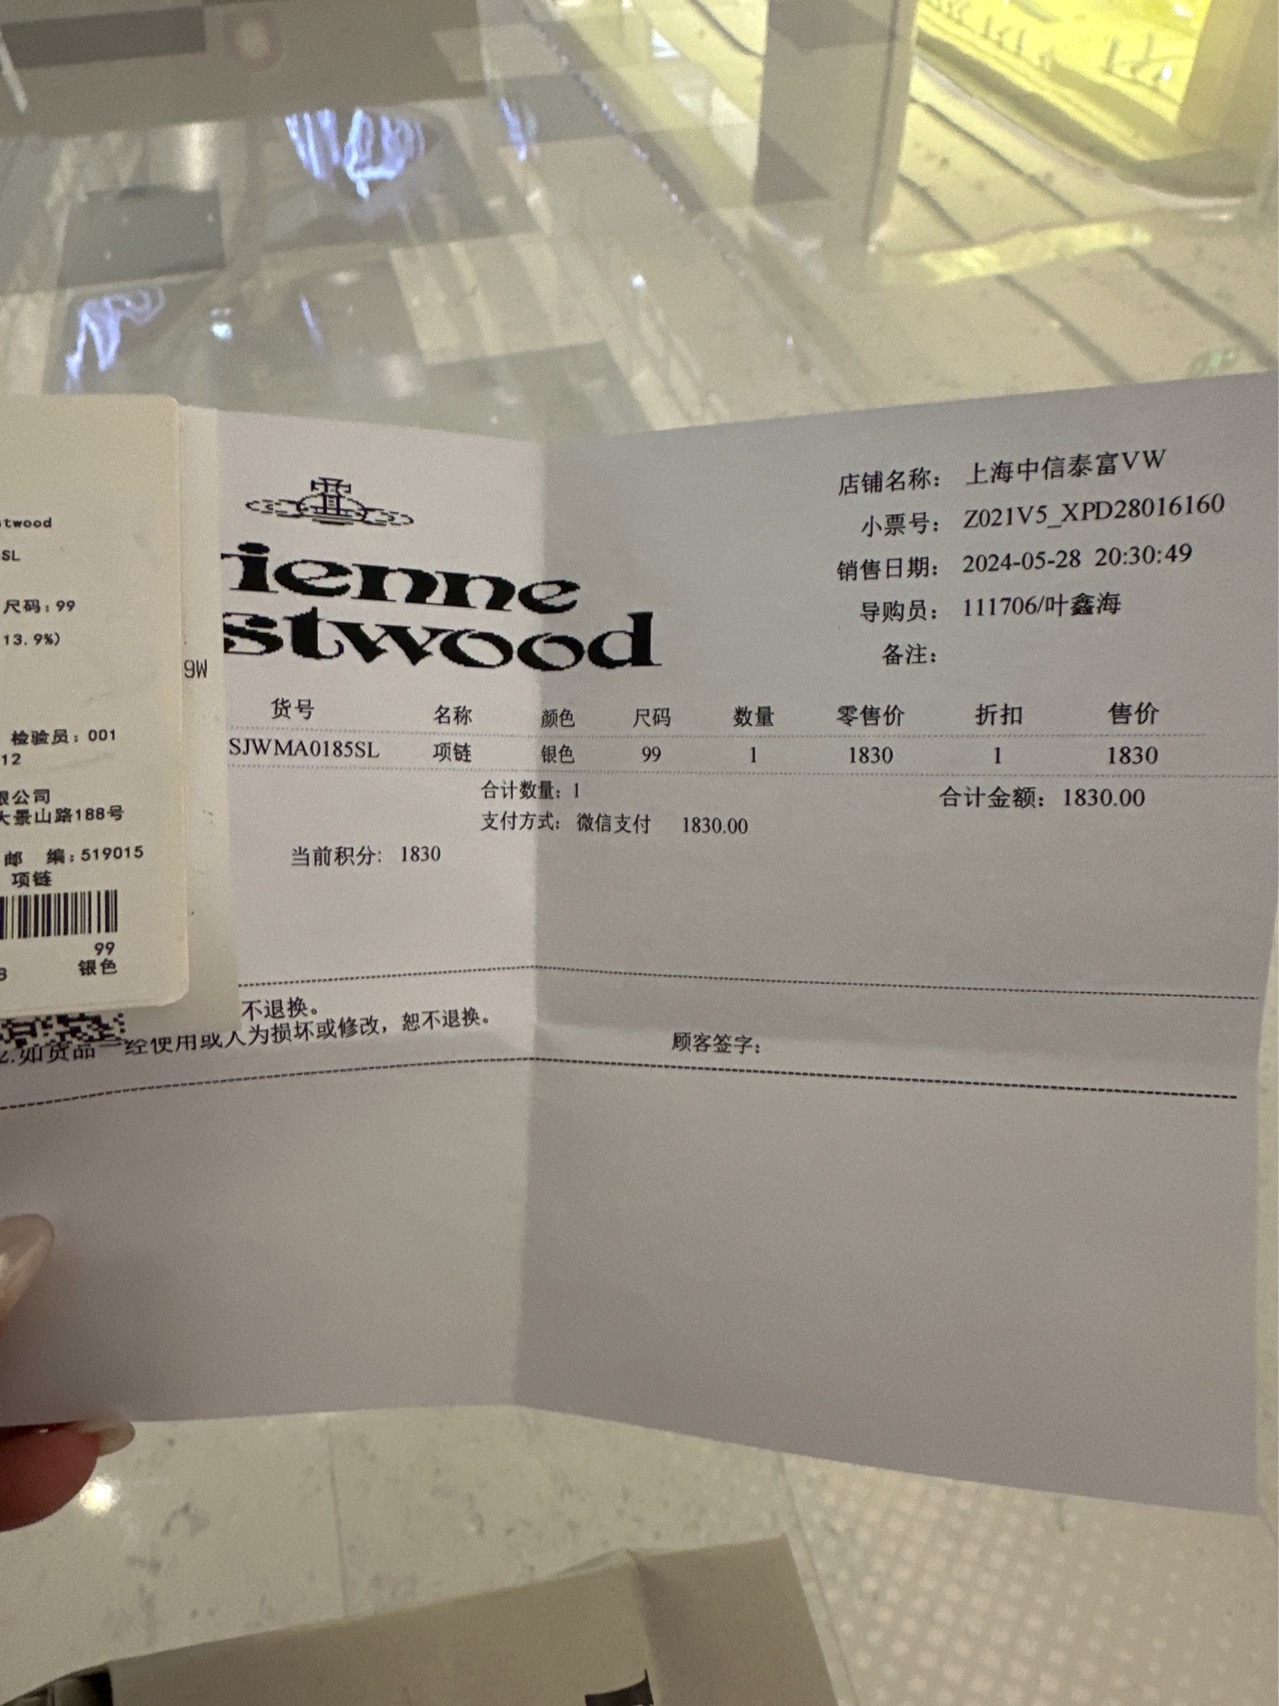 twood
SL
尺码：99
13.9%)
9W
检验员：001
12
限公司
大景山路188号
邮 编：519015
项链
99
银色
rienne
stwood
店铺名称： 上海中信泰富VW
小票号： Z021V5_XPD28016160
销售日期： 2024-05-28 20:30:49
导购员： 111706/叶鑫海
备注：
货号 名称 颜色 尺码 数量 零售价 折扣 售价
SJWMA0185SL 项链 银色 99 1 1830 1 1830
合计数量：1 合计金额：1830.00
支付方式： 微信支付 1830.00
当前积分： 1830
不退换。
2.如货品一经使用或人为损坏或修改，恕不退换。
顾客签字：